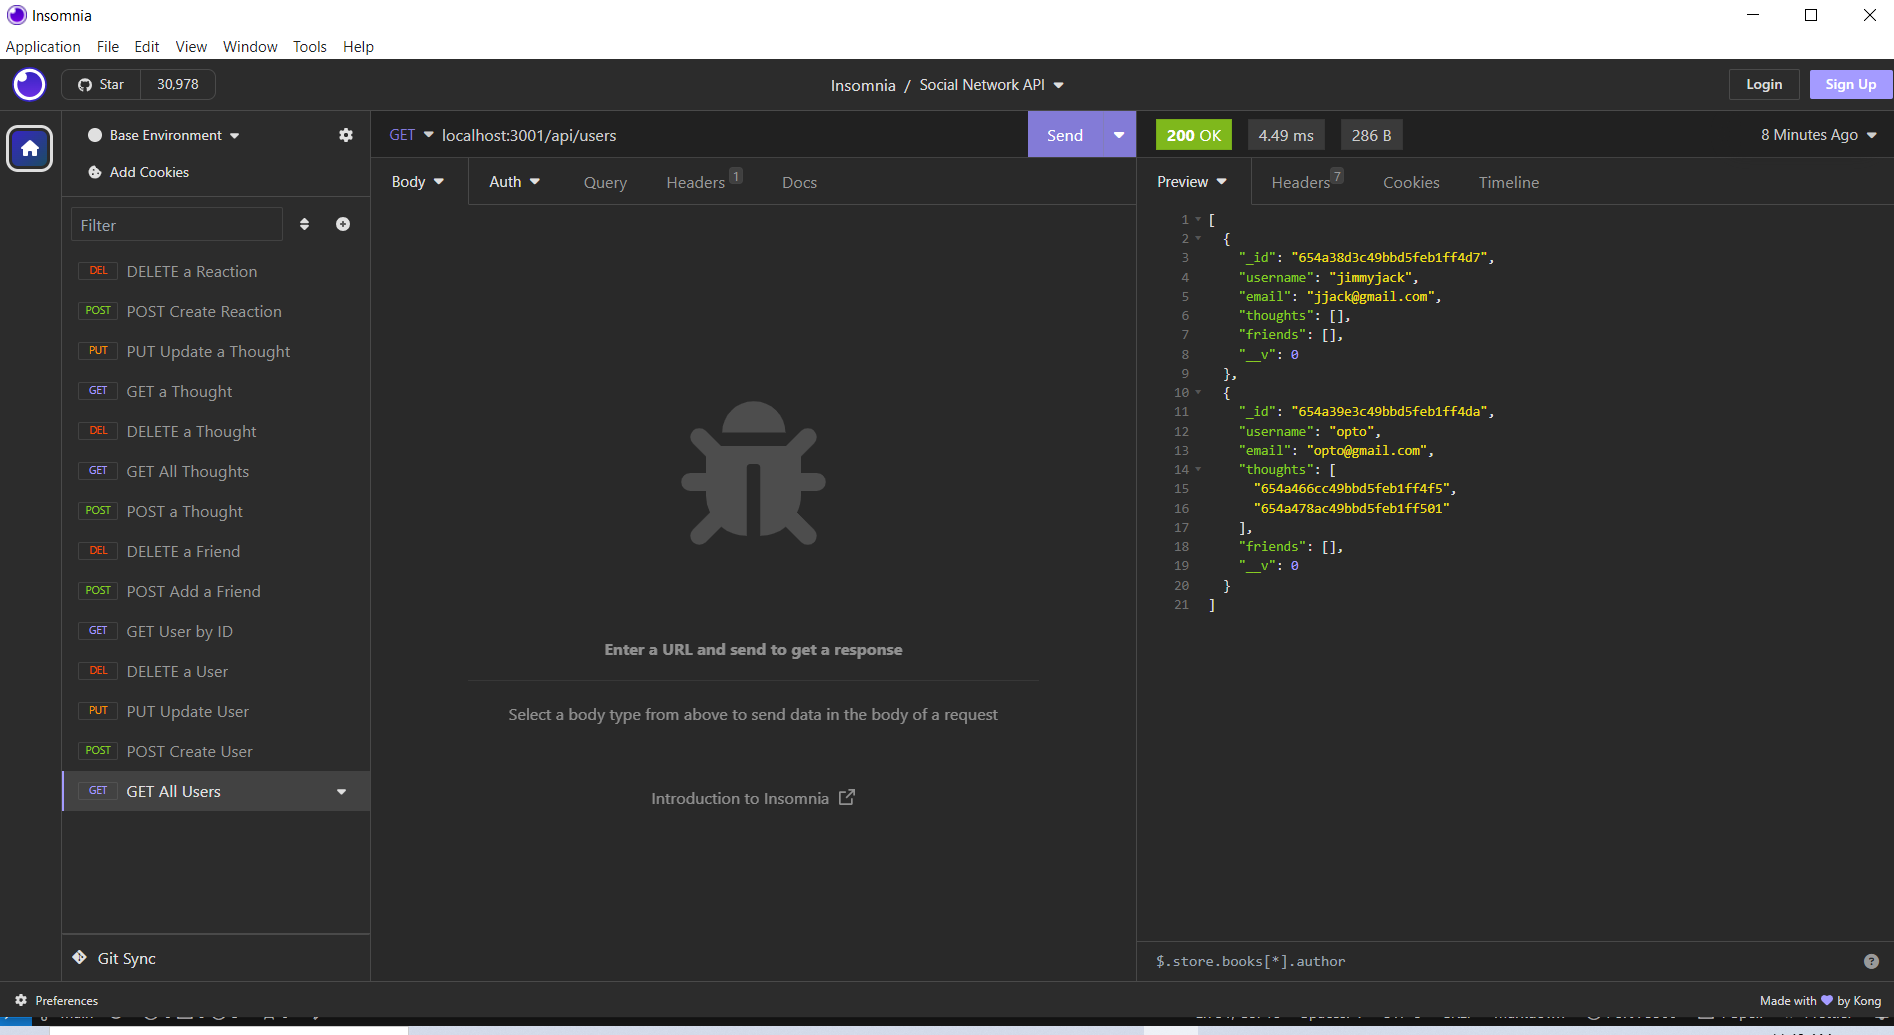 Insomnia
Application File Edit View Window Tools Help
Star 30,978
Insomnia / Social Network API
Login Sign Up
Base Environment
Add Cookies
Filter
DEL DELETE a Reaction
POST POST Create Reaction
PUT PUT Update a Thought
GET GET a Thought
DEL DELETE a Thought
GET GET All Thoughts
POST POST a Thought
DEL DELETE a Friend
POST POST Add a Friend
GET GET User by ID
DEL DELETE a User
PUT PUT Update User
POST POST Create User
GET GET All Users
Git Sync
GET localhost:3001/api/users Send
Body Auth Query Headers 1 Docs
Enter a URL and send to get a response
Select a body type from above to send data in the body of a request
Introduction to Insomnia
200 OK 4.49 ms 286 B 8 Minutes Ago
Preview Headers 7 Cookies Timeline
1 [
2 {
3 "_id": "654a38d3c49bbd5feb1ff4d7",
4 "username": "jimmyjack",
5 "email": "jjack@gmail.com",
6 "thoughts": [],
7 "friends": [],
8 "__v": 0
9 },
10 {
11 "_id": "654a39e3c49bbd5feb1ff4da",
12 "username": "opto",
13 "email": "opto@gmail.com",
14 "thoughts": [
15 "654a466cc49bbd5feb1ff4f5",
16 "654a478ac49bbd5feb1ff501"
17 ],
18 "friends": [],
19 "__v": 0
20 }
21 ]
$.store.books[*].author
Preferences
Made with by Kong